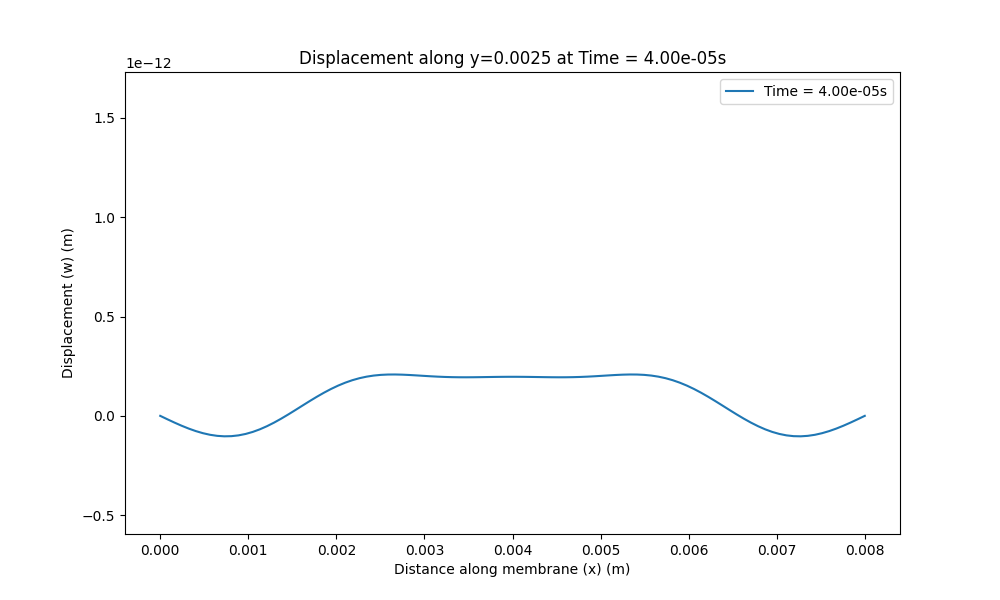 Displacement along y=0.0025 at Time = 4.00e-05s
1e−12
Time = 4.00e-05s
1.5
1.0
0.5
0.0
−0.5
Displacement (w) (m)
0.000 0.001 0.002 0.003 0.004 0.005 0.006 0.007 0.008
Distance along membrane (x) (m)